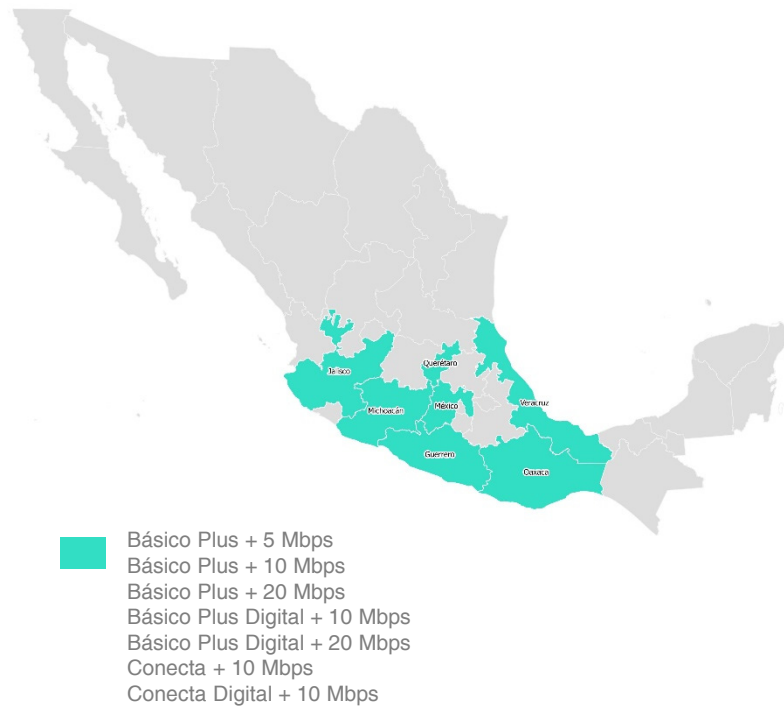 Querétaro
Jalisco
Michoacán
México
Veracruz
Guerrero
Oaxaca
Básico Plus + 5 Mbps
Básico Plus + 10 Mbps
Básico Plus + 20 Mbps
Básico Plus Digital + 10 Mbps
Básico Plus Digital + 20 Mbps
Conecta + 10 Mbps
Conecta Digital + 10 Mbps